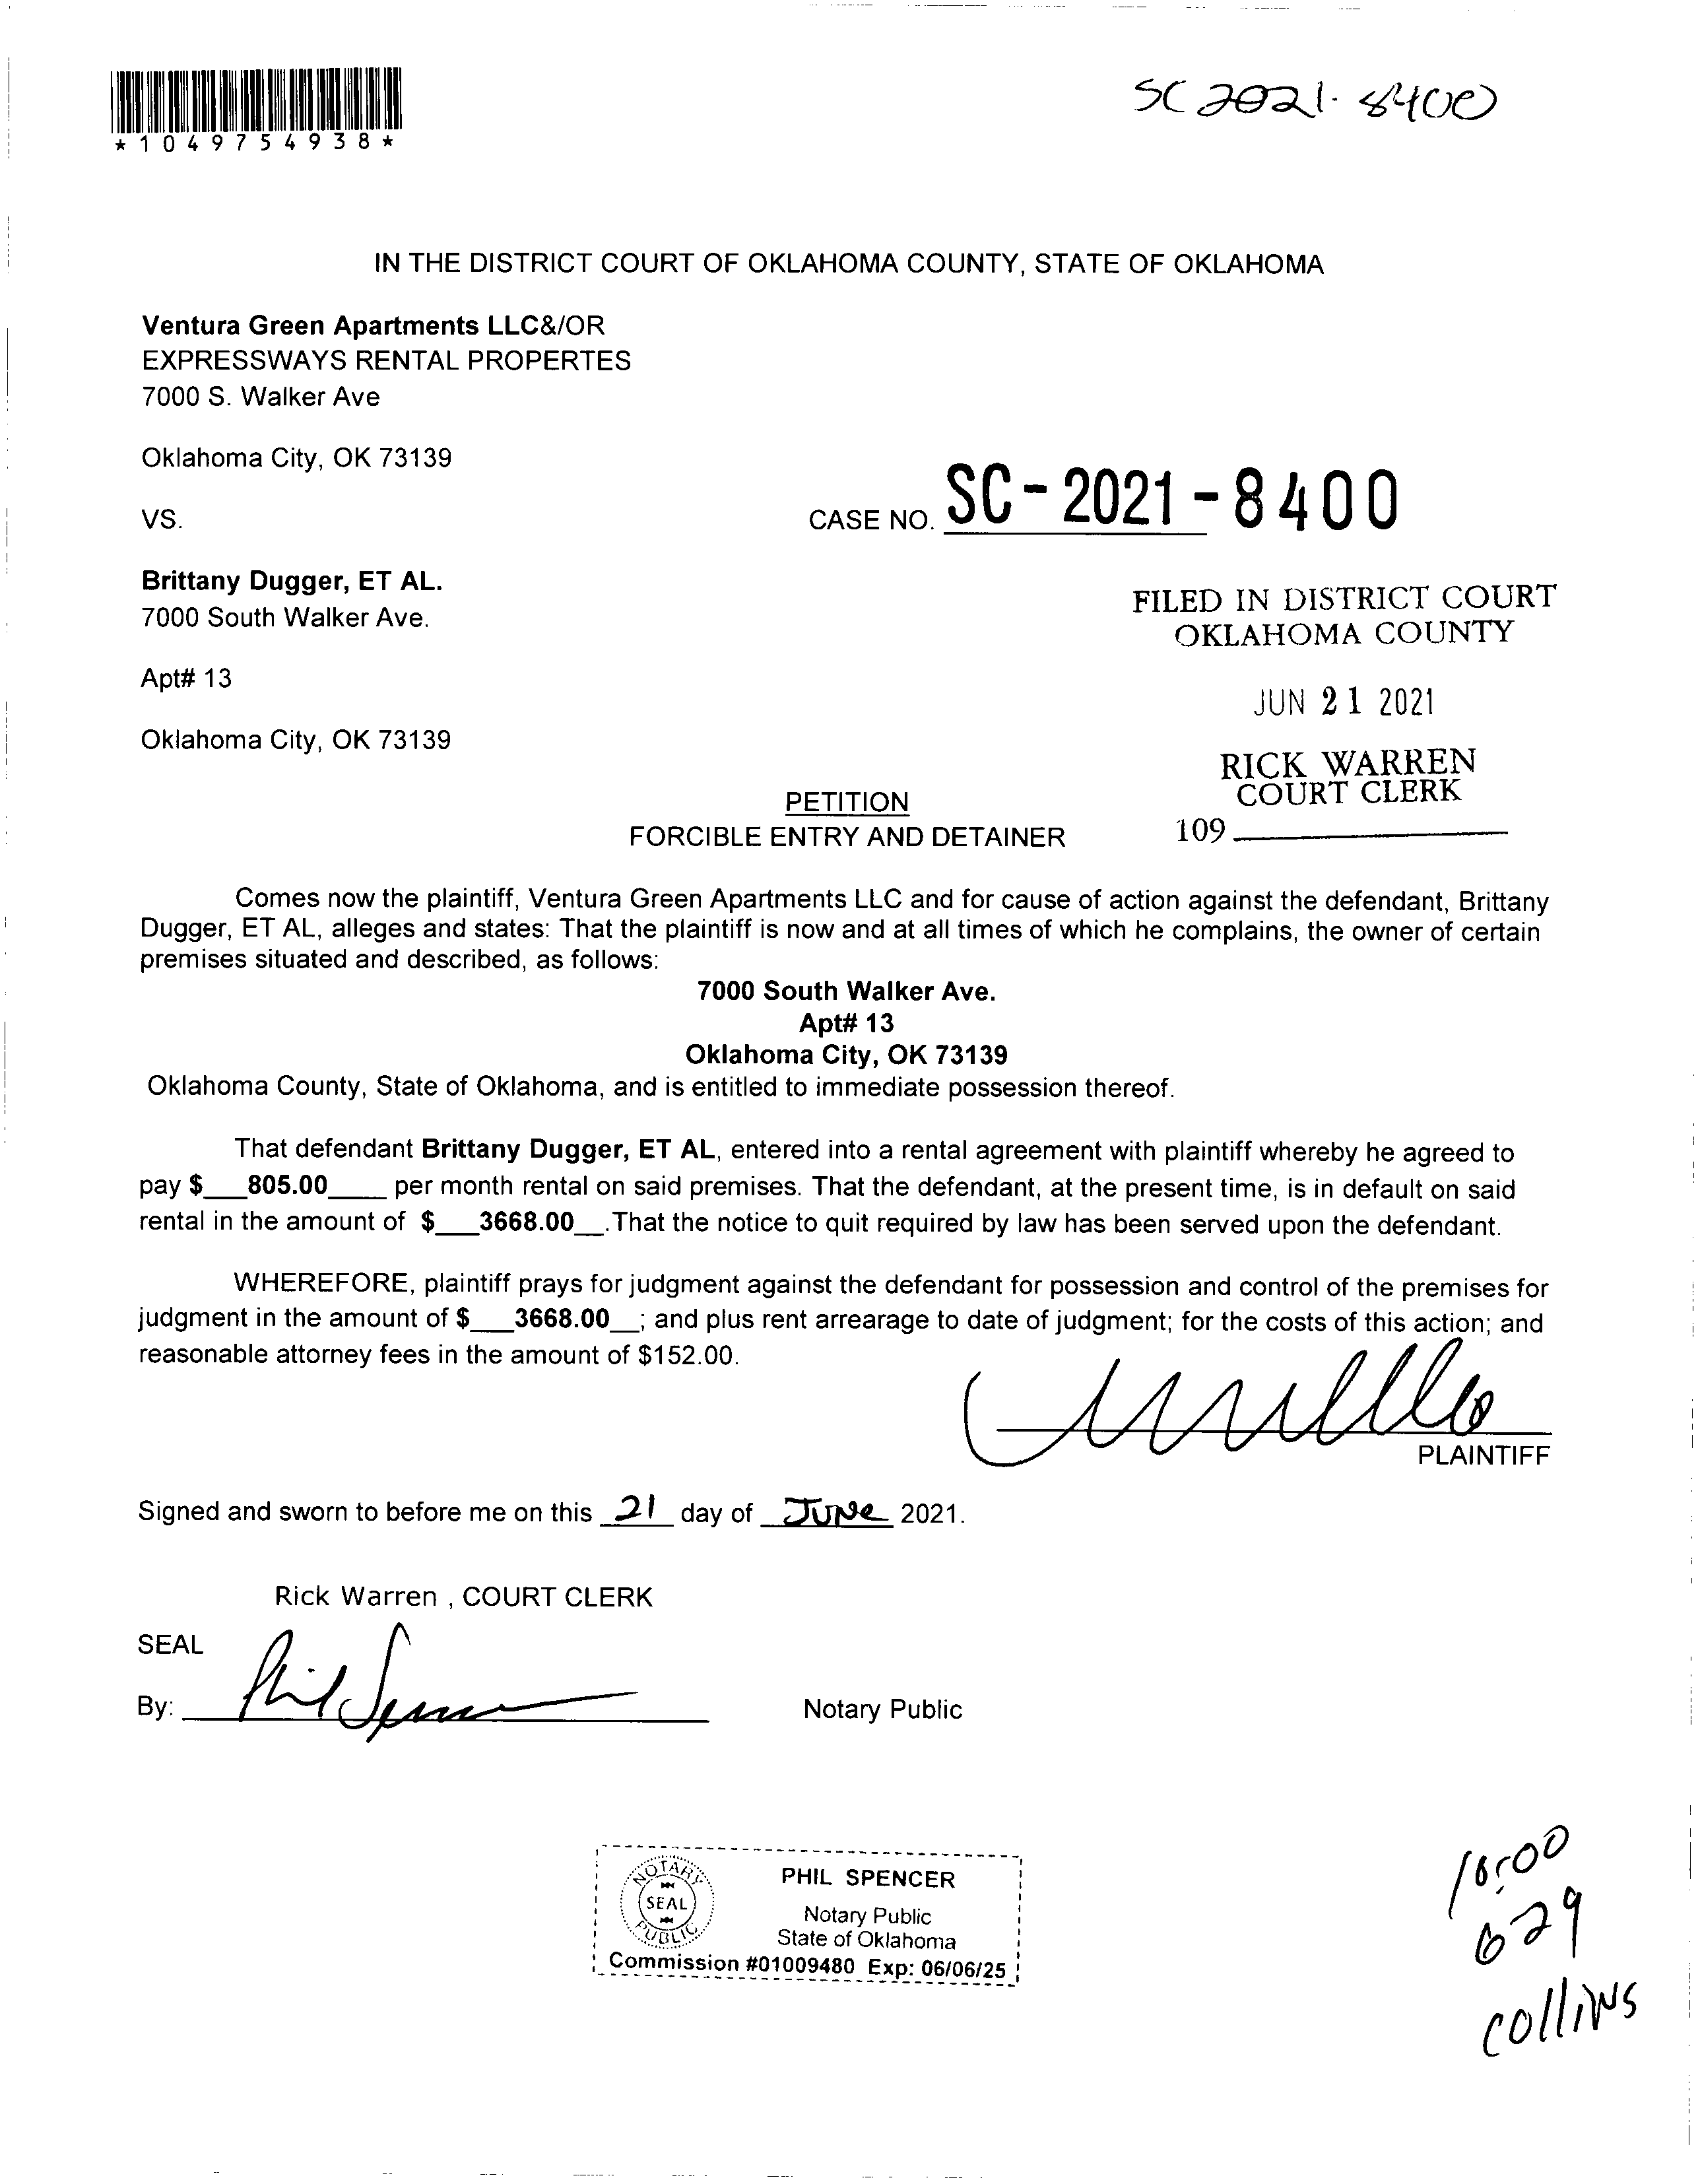 SC 2021-8400
*1049754938*
IN THE DISTRICT COURT OF OKLAHOMA COUNTY, STATE OF OKLAHOMA
Ventura Green Apartments LLC&/OR
EXPRESSWAYS RENTAL PROPERTES
7000 S. Walker Ave
Oklahoma City, OK 73139
VS.
CASE NO. SC-2021-8400
Brittany Dugger, ET AL.
7000 South Walker Ave.
Apt# 13
Oklahoma City, OK 73139
FILED IN DISTRICT COURT
OKLAHOMA COUNTY
JUN 21 2021
RICK WARREN
COURT CLERK
109
PETITION
FORCIBLE ENTRY AND DETAINER
Comes now the plaintiff, Ventura Green Apartments LLC and for cause of action against the defendant, Brittany
Dugger, ET AL, alleges and states: That the plaintiff is now and at all times of which he complains, the owner of certain
premises situated and described, as follows:
7000 South Walker Ave.
Apt# 13
Oklahoma City, OK 73139
Oklahoma County, State of Oklahoma, and is entitled to immediate possession thereof.
That defendant Brittany Dugger, ET AL, entered into a rental agreement with plaintiff whereby he agreed to
pay $___805.00____ per month rental on said premises. That the defendant, at the present time, is in default on said
rental in the amount of $___3668.00__.That the notice to quit required by law has been served upon the defendant.
WHEREFORE, plaintiff prays for judgment against the defendant for possession and control of the premises for
judgment in the amount of $___3668.00__; and plus rent arrearage to date of judgment; for the costs of this action; and
reasonable attorney fees in the amount of $152.00.
PLAINTIFF
Signed and sworn to before me on this 21 day of JUNe 2021.
Rick Warren , COURT CLERK
SEAL
By: Phil Spencer Notary Public
NOTARY
SEAL
PUBLIC
PHIL SPENCER
Notary Public
State of Oklahoma
Commission #01009480 Exp: 06/06/25
629
collins